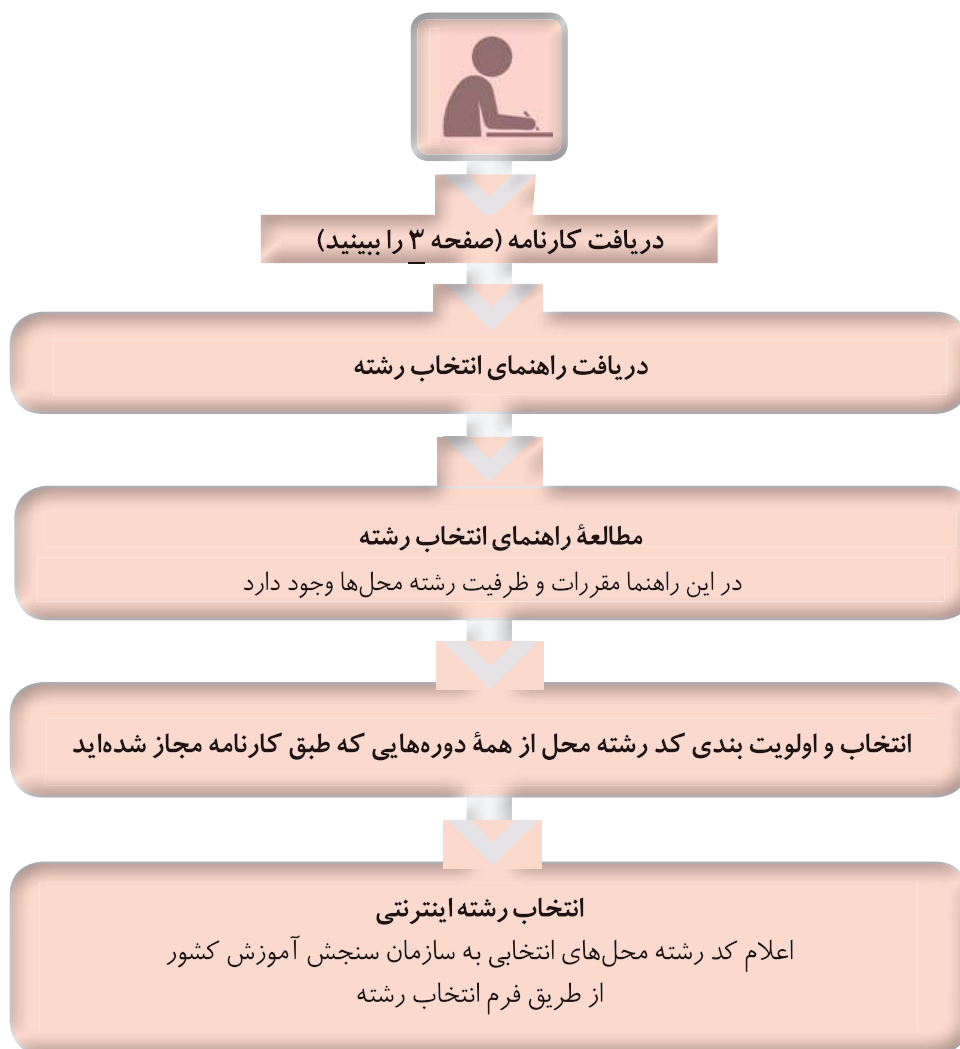 دریافت کارنامه (صفحه ۳ را ببینید)
دریافت راهنمای انتخاب رشته
مطالعهٔ راهنمای انتخاب رشته
در این راهنما مقررات و ظرفیت رشته محل‌ها وجود دارد
انتخاب و اولویت بندی کد رشته محل از همهٔ دوره‌هایی که طبق کارنامه مجاز شده‌اید
انتخاب رشته اینترنتی
اعلام کد رشته محل‌های انتخابی به سازمان سنجش آموزش کشور
از طریق فرم انتخاب رشته